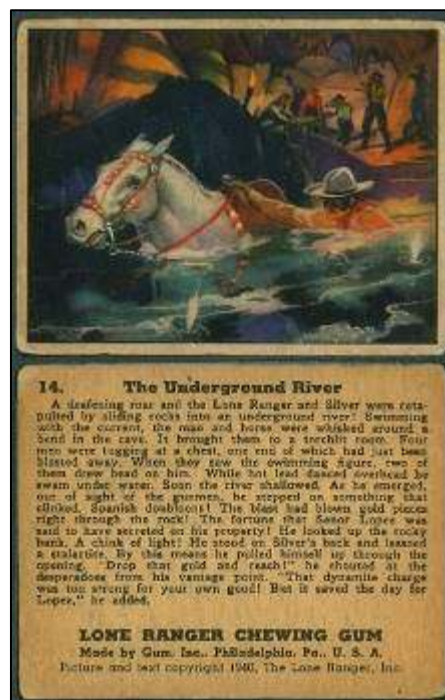 14. The Underground River
A deafening roar and the Lone Ranger and Silver were cata-
pulted by sliding rocks into an underground river! Swimming
with the current, the man and horse were whisked around a
bend in the cave. It brought them to a torchlit room. Four
men were tugging at a chest, one end of which had just been
blasted away. When they saw the swimming figure, two of
them drew bead on him. While hot lead danced overhead he
swam under water. Soon the river shallowed. As he emerged,
out of sight of the gunmen, he stepped on something that
clinked. Spanish doubloons! The blast had blown gold pieces
right through the rock! The fortune that Senor Lopez was
said to have secreted on his property! He looked up the rocky
bank. A chink of light! He stood on Silver's back and
a stalactite. By this means he pulled himself up through the
opening. "Drop that gold and reach!" he shouted at the
desperadoes from his vantage point. "That dynamite charge
was too strong for your own good! But it saved the day for
Lopez," he added.
LONE RANGER CHEWING GUM
Made by Gum, Inc., Philadelphia, Pa., U. S. A.
Picture and text copyright 1940, The Lone Ranger, Inc.